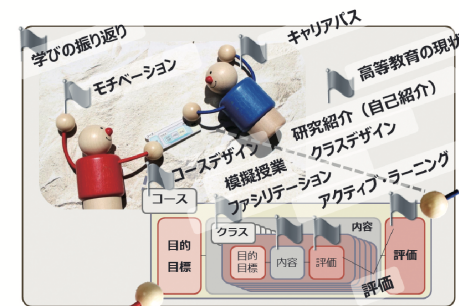 学びの振り返り
キャリアパス
モチベーション
高等教育の現状
研究紹介（自己紹介）
コースデザイン
クラスデザイン
模擬授業
ファシリテーション
アクティブ・ラーニング
コース
クラス
内容
目的
目標
目的
目標
内容
評価
評価
評価